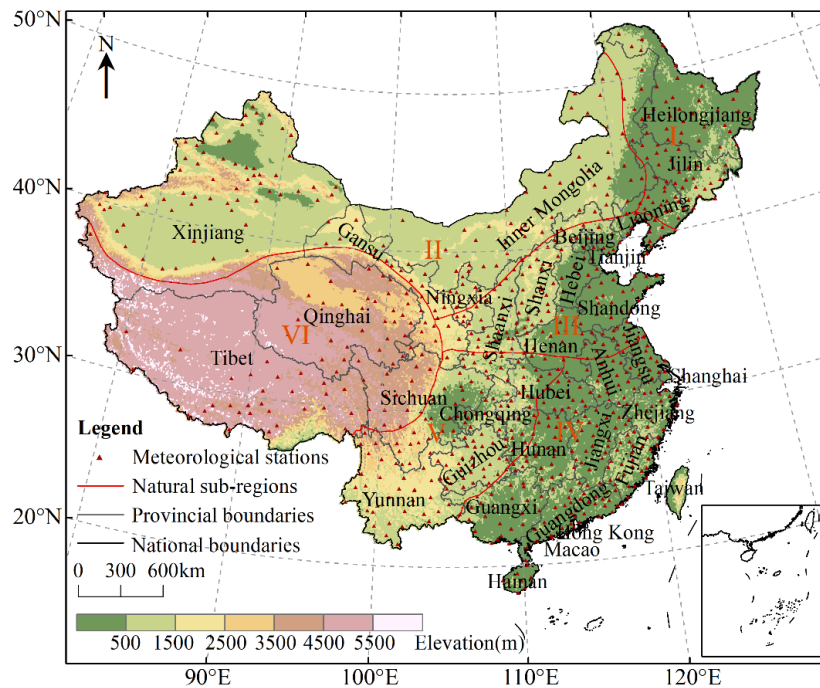 50°N
N
Heilongjiang
I
Jilin
40°N
Inner Mongolia
Liaoning
Xinjiang
Gansu
II
Beijing
Tianjin
Hebei
Shanxi
Ningxia
Shaanxi
Shandong
Qinghai
VI
III
Henan
30°N
Tibet
Jiangsu
Anhui
Shanghai
Sichuan
Hubei
Chongqing
Zhejiang
V
IV
Jiangxi
Hunan
Guizhou
Fujian
Yunnan
Taiwan
Guangxi
Guangdong
Hong Kong
Macao
Hainan
Legend
Meteorological stations
Natural sub-regions
Provincial boundaries
National boundaries
20°N
0 300 600km
500 1500 2500 3500 4500 5500 Elevation(m)
90°E 100°E 110°E 120°E